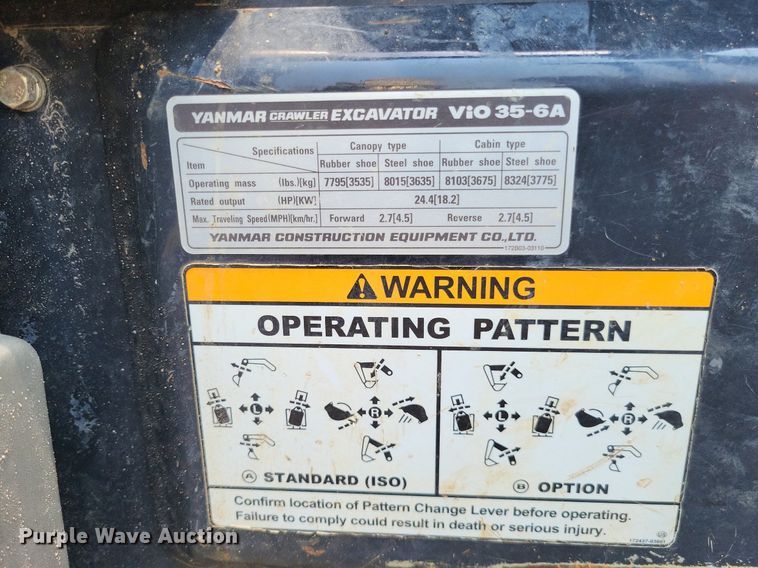 YANMAR CRAWLER EXCAVATOR ViO 35-6A
Specifications Canopy type Cabin type
Item Rubber shoe Steel shoe Rubber shoe Steel shoe
Operating mass (lbs.)[kg] 7795[3535] 8015[3635] 8103[3675] 8324[3775]
Rated output (HP)[KW] 24.4[18.2]
Max. Traveling Speed(MPH)[km/hr.] Forward 2.7[4.5] Reverse 2.7[4.5]
YANMAR CONSTRUCTION EQUIPMENT CO.,LTD.
172B03-03110
WARNING
OPERATING PATTERN
L R L R
A STANDARD (ISO) B OPTION
Confirm location of Pattern Change Lever before operating.
Failure to comply could result in death or serious injury.
Purple Wave Auction